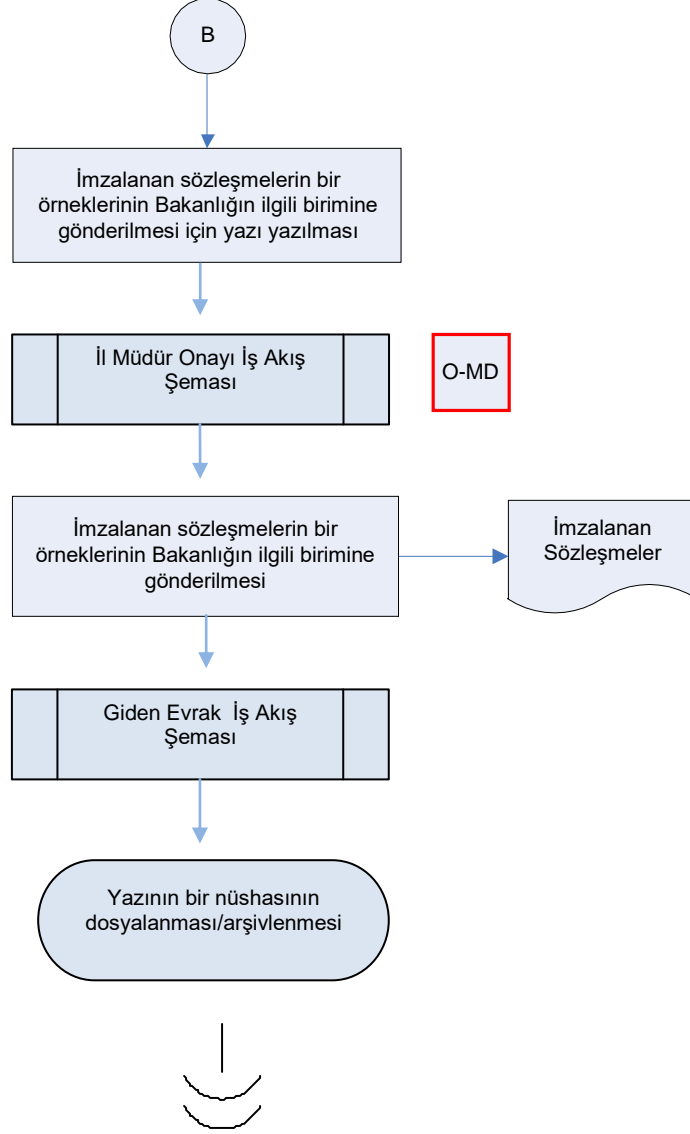 B
İmzalanan sözleşmelerin bir
örneklerinin Bakanlığın ilgili birimine
gönderilmesi için yazı yazılması
İl Müdür Onayı İş Akış
Şeması
O-MD
İmzalanan sözleşmelerin bir
örneklerinin Bakanlığın ilgili birimine
gönderilmesi
İmzalanan
Sözleşmeler
Giden Evrak İş Akış
Şeması
Yazının bir nüshasının
dosyalanması/arşivlenmesi